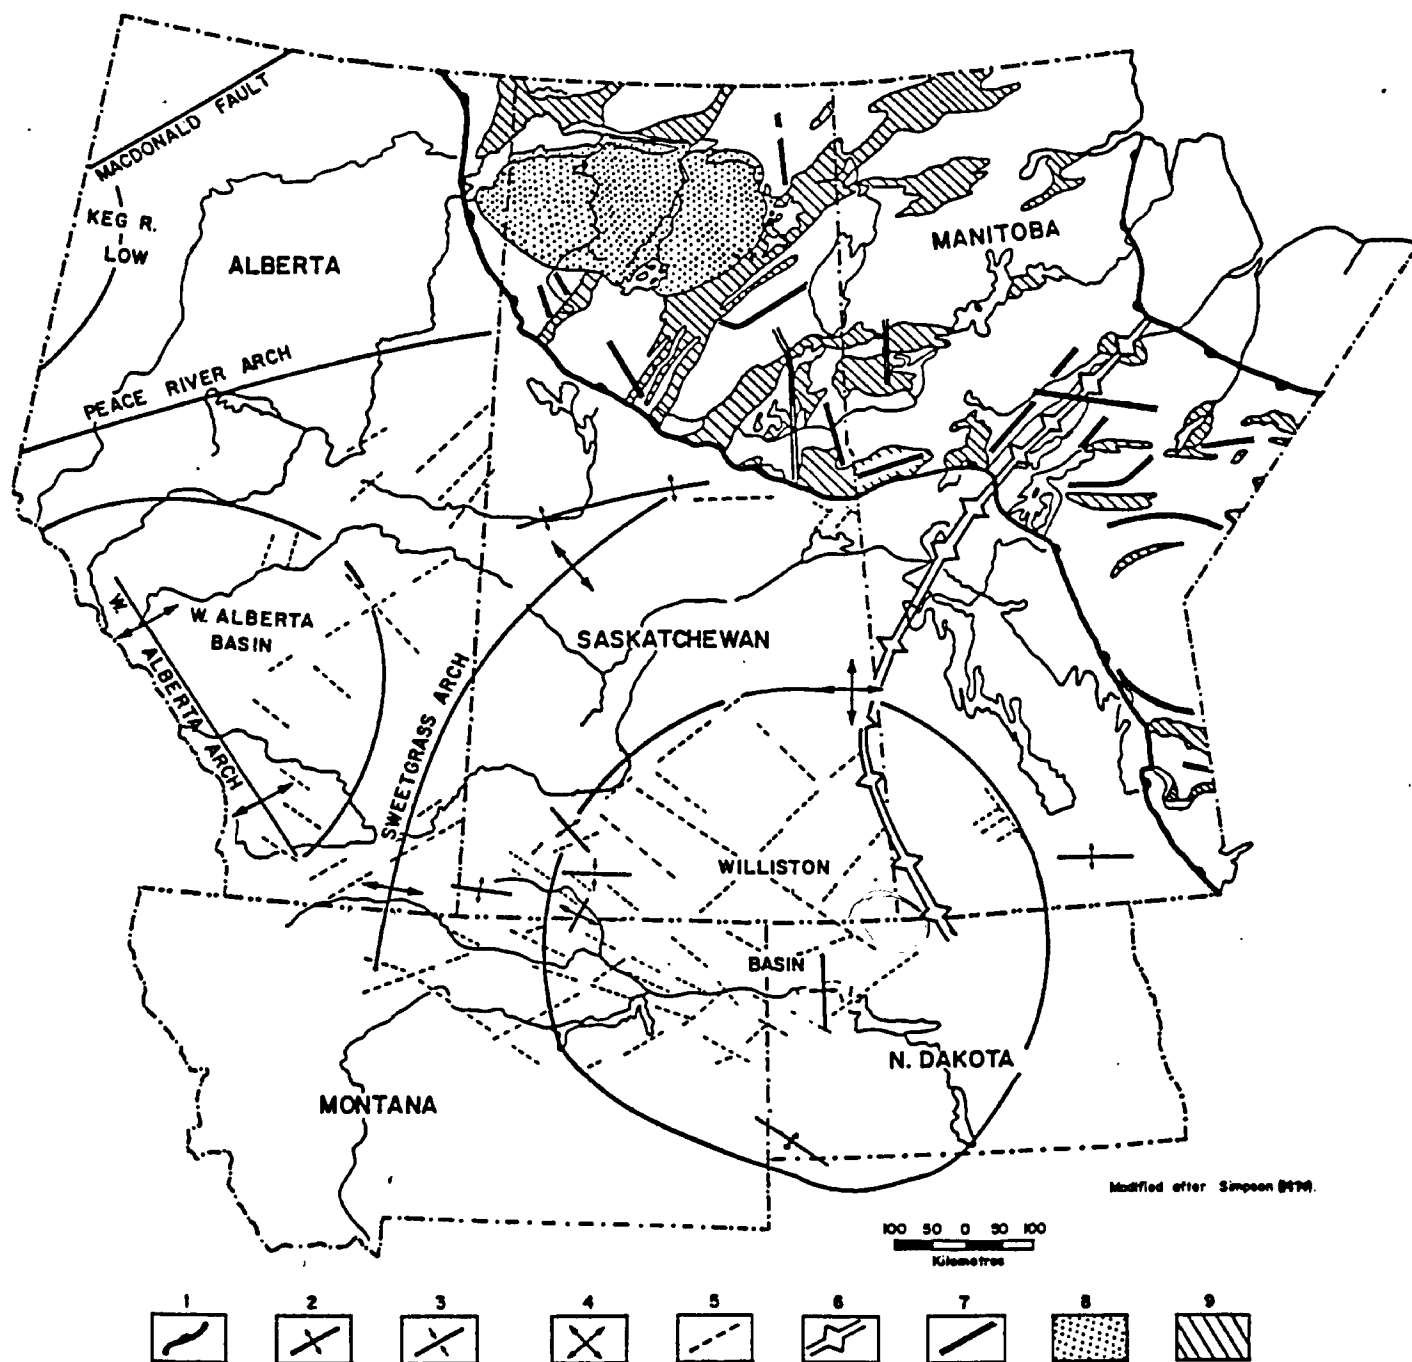 MACDONALD FAULT
KEG R.
LOW
ALBERTA
MANITOBA
PEACE RIVER ARCH
W. ALBERTA
BASIN
W. ALBERTA ARCH
SASKATCHEWAN
SWEETGRASS ARCH
WILLISTON
BASIN
N. DAKOTA
MONTANA
Modified after Simpson
100 50 0 50 100
Kilometres
1 2 3 4 5 6 7 8 9